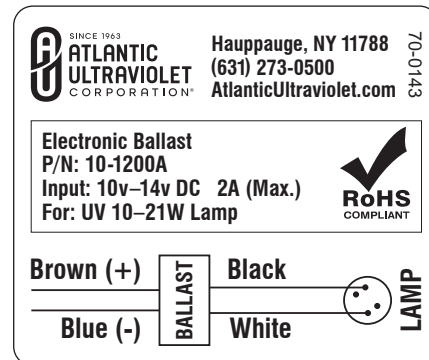 SINCE 1963
ATLANTIC
ULTRAVIOLET
CORPORATION®
Hauppauge, NY 11788
(631) 273-0500
AtlanticUltraviolet.com
70-0143
Electronic Ballast
P/N: 10-1200A
Input: 10v–14v DC 2A (Max.)
For: UV 10–21W Lamp
RoHS
COMPLIANT
Brown (+)
Blue (-)
BALLAST
Black
White
LAMP